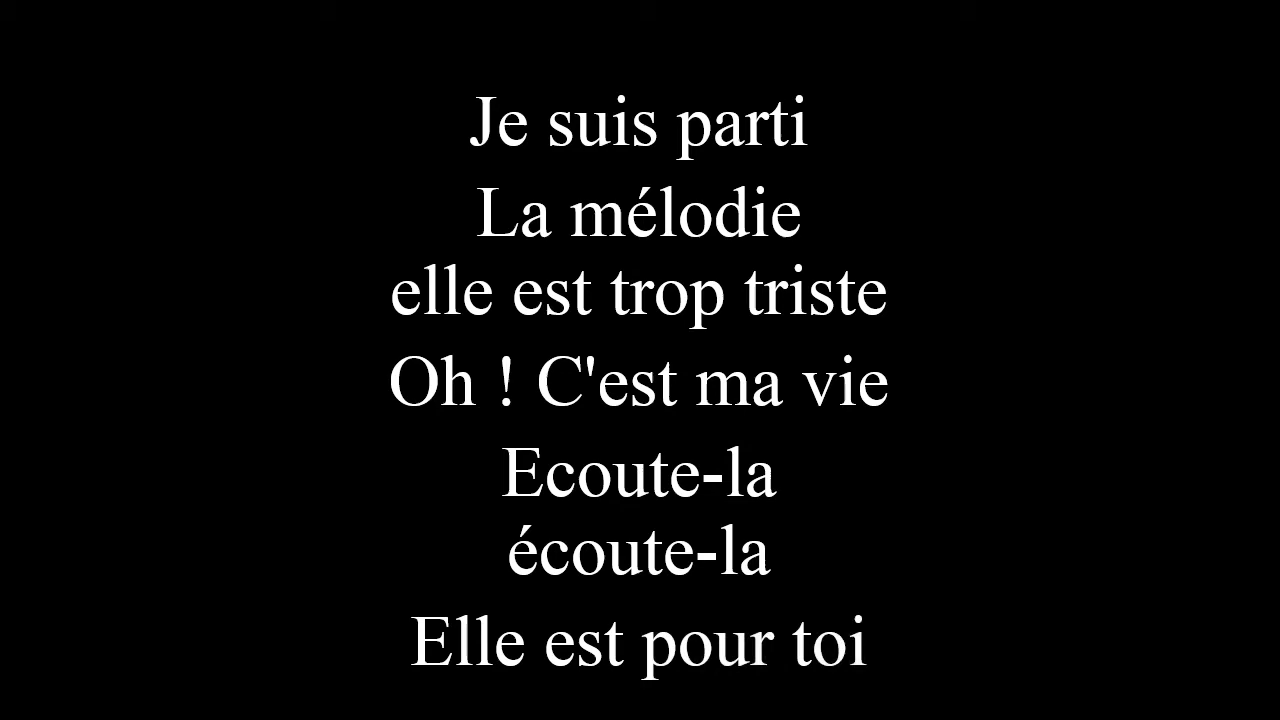 Je suis parti
La mélodie
elle est trop triste
Oh ! C'est ma vie
Ecoute-la
écoute-la
Elle est pour toi